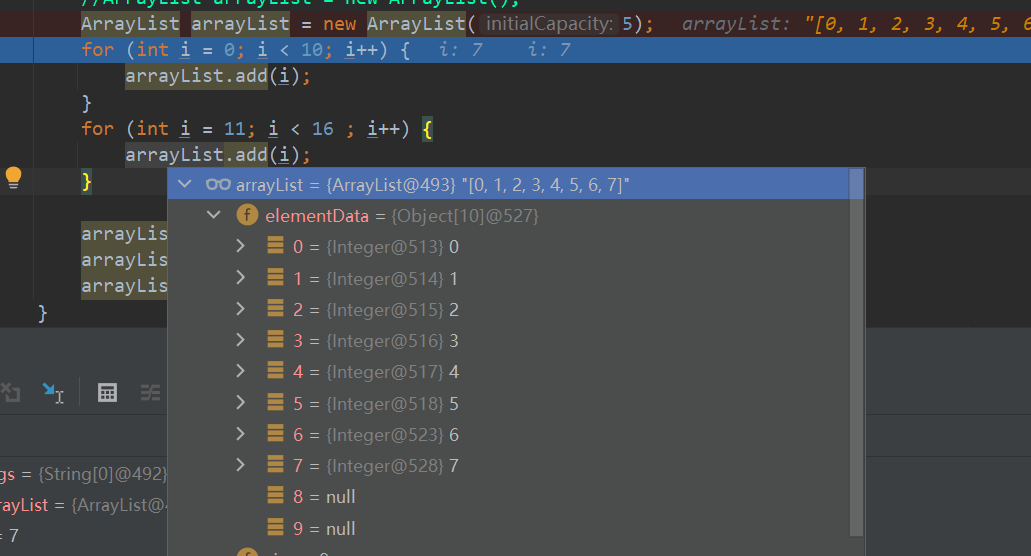 //ArrayList arrayList = new ArrayList();
ArrayList arrayList = new ArrayList( initialCapacity: 5); arrayList: "[0, 1, 2, 3, 4, 5, 6
for (int i = 0; i < 10; i++) { i: 7 i: 7
arrayList.add(i);
}
for (int i = 11; i < 16 ; i++) {
arrayList.add(i);
}
arrayList = {ArrayList@493} "[0, 1, 2, 3, 4, 5, 6, 7]"
f elementData = {Object[10]@527}
arrayLis 0 = {Integer@513} 0
arrayLis 1 = {Integer@514} 1
arrayLis 2 = {Integer@515} 2
} 3 = {Integer@516} 3
4 = {Integer@517} 4
5 = {Integer@518} 5
6 = {Integer@523} 6
gs = {String[0]@492} 7 = {Integer@528} 7
rayList = {ArrayList@4 8 = null
= 7 9 = null